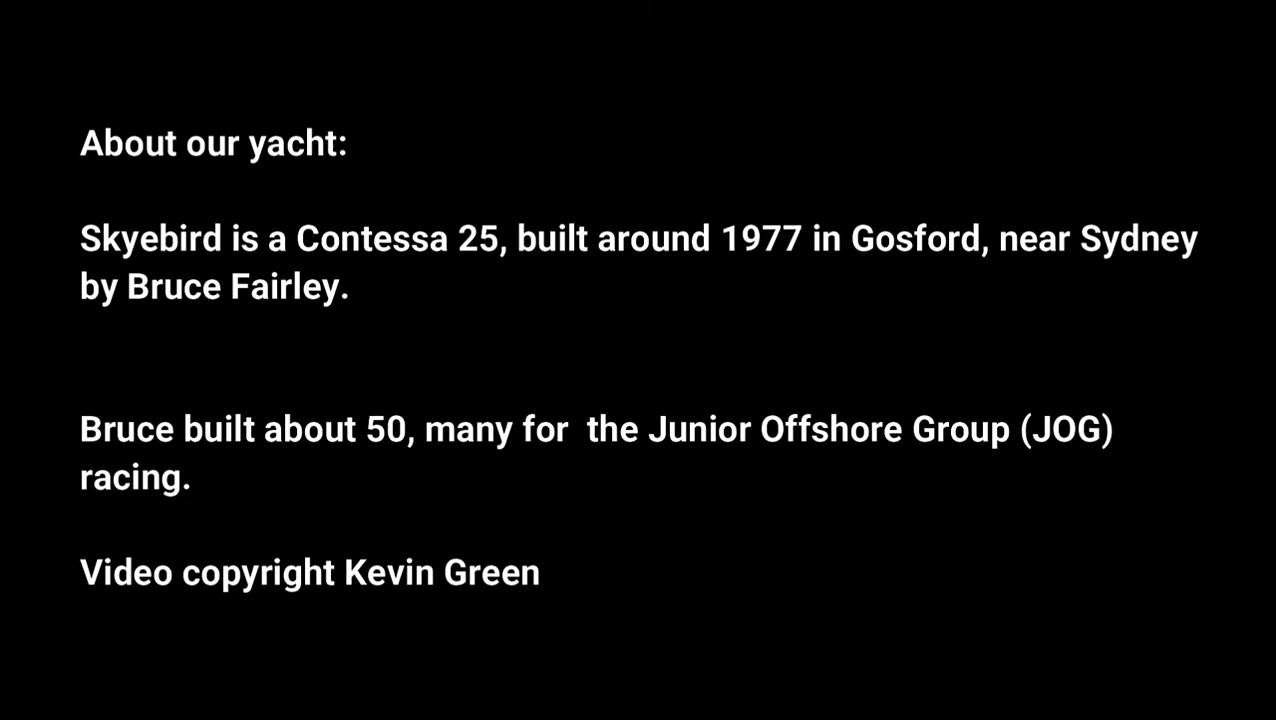 About our yacht:
Skyebird is a Contessa 25, built around 1977 in Gosford, near Sydney
by Bruce Fairley.
Bruce built about 50, many for  the Junior Offshore Group (JOG)
racing.
Video copyright Kevin Green